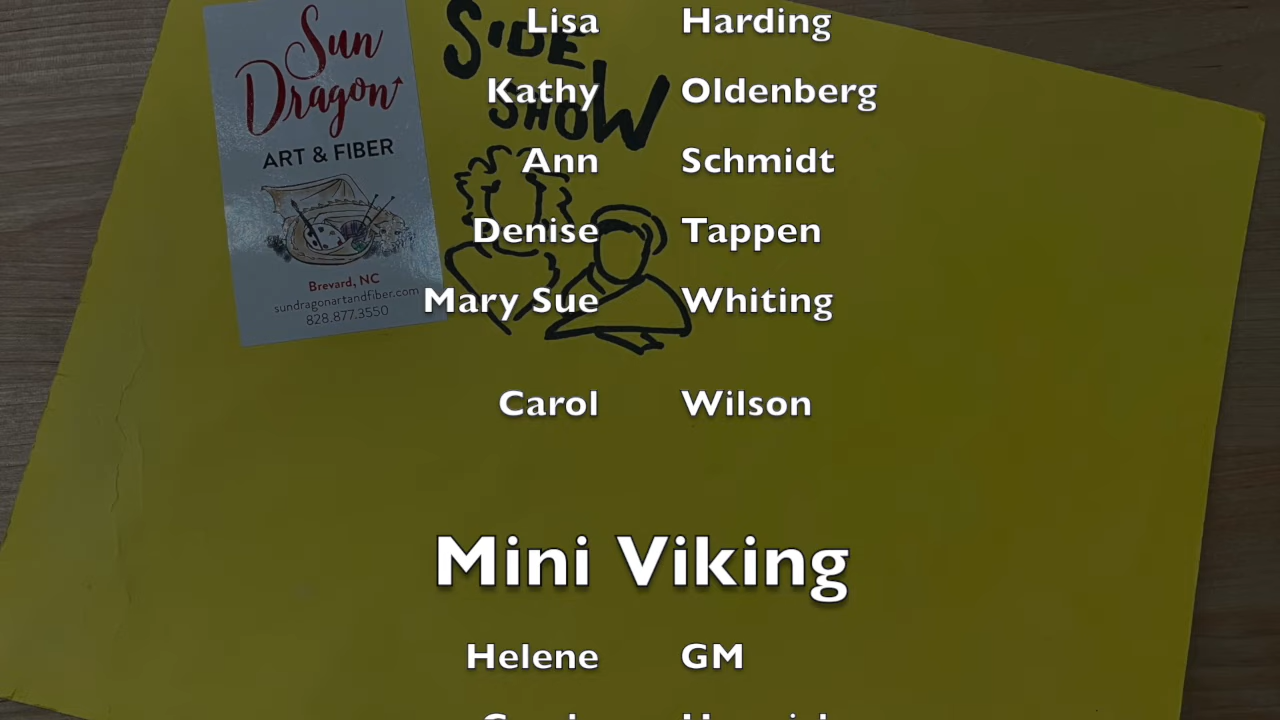 Sun
Dragon
ART & FIBER
Brevard, NC
sundragonartandfiber.com
828.877.3550
SIDE
SHOW
Lisa Harding
Kathy Oldenberg
Ann Schmidt
Denise Tappen
Mary Sue Whiting
Carol Wilson
Mini Viking
Helene GM